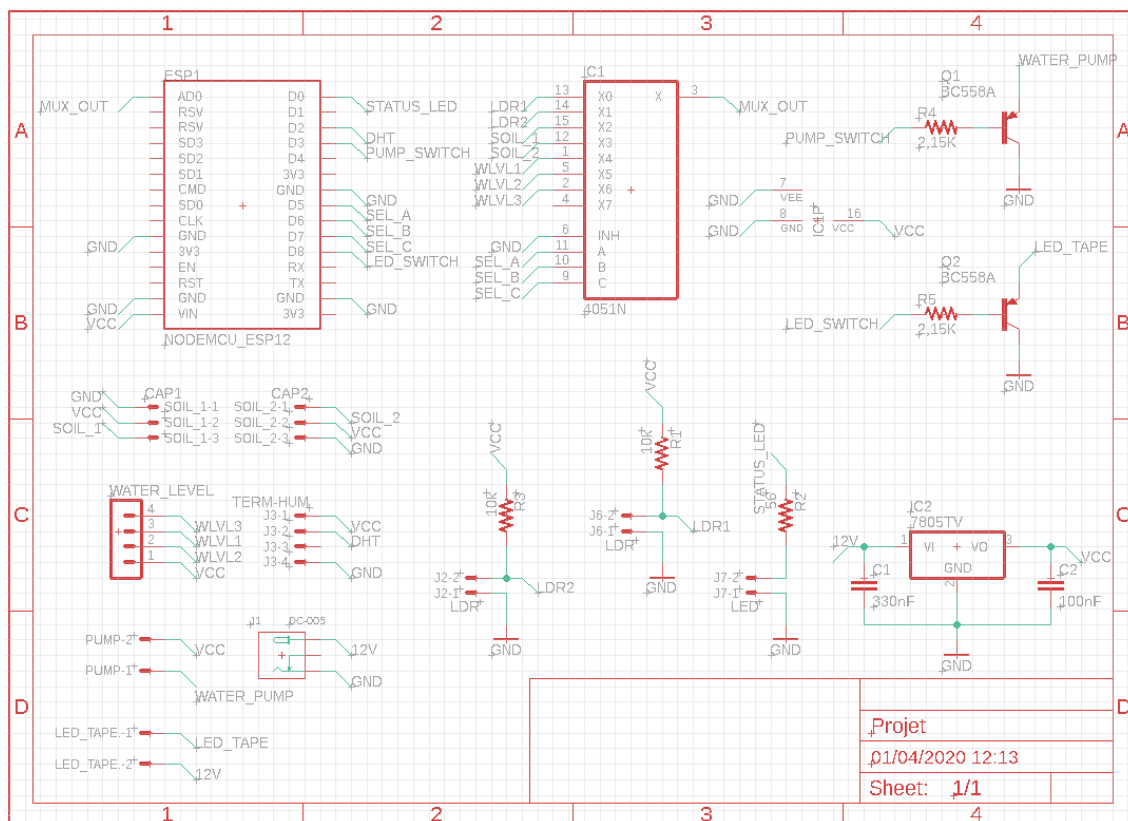 1 2 3 4
A
B
C
D
A
B
C
D
1 2 3 4
ESP1
MUX_OUT
AD0
RSV
RSV
SD3
SD2
SD1
CMD
SD0
CLK
GND
3V3
EN
RST
GND
VIN
GND
GND
VCC
D0
D1
D2
D3
D4
3V3
GND
D5
D6
D7
D8
RX
TX
GND
3V3
STATUS_LED
DHT
PUMP_SWITCH
GND
SEL_A
SEL_B
SEL_C
LED_SWITCH
GND
NODEMCU_ESP12
IC1
LDR1
LDR2
SOIL_1
SOIL_2
WLVL1
WLVL2
WLVL3
GND
SEL_A
SEL_B
SEL_C
13 X0
14 X1
15 X2
12 X3
1 X4
5 X5
2 X6
4 X7
6 INH
11 A
10 B
9 C
X 3
MUX_OUT
4051N
GND 7 VEE
GND 8 GND
IC1P
16 VCC
VCC
WATER_PUMP
Q1
BC558A
R4
2,15K
PUMP_SWITCH
GND
LED_TAPE
Q2
BC558A
R5
2,15K
LED_SWITCH
GND
CAP1
GND SOIL_1-1
VCC SOIL_1-2
SOIL_1 SOIL_1-3
CAP2
SOIL_2-1 SOIL_2
SOIL_2-2 VCC
SOIL_2-3 GND
WATER_LEVEL
4 WLVL3
3 WLVL1
2 WLVL2
1 VCC
TERM-HUM
J3-1 VCC
J3-2 DHT
J3-3
J3-4 GND
VCC
10k R3
J2-2
J2-1
LDR
LDR2
GND
VCC
10k R1
J6-2
J6-1
LDR
LDR1
GND
STATUS_LED
56 R2
J7-2
J7-1
LED
GND
IC2
7805TV
12V
1 VI VO 3
GND
2
VCC
C1
330nF
C2
100nF
GND
PUMP-2
VCC
PUMP-1
WATER_PUMP
J1 DC-005
12V
GND
LED_TAPE.-1
LED_TAPE
LED_TAPE.-2
12V
Projet
01/04/2020 12:13
Sheet: 1/1